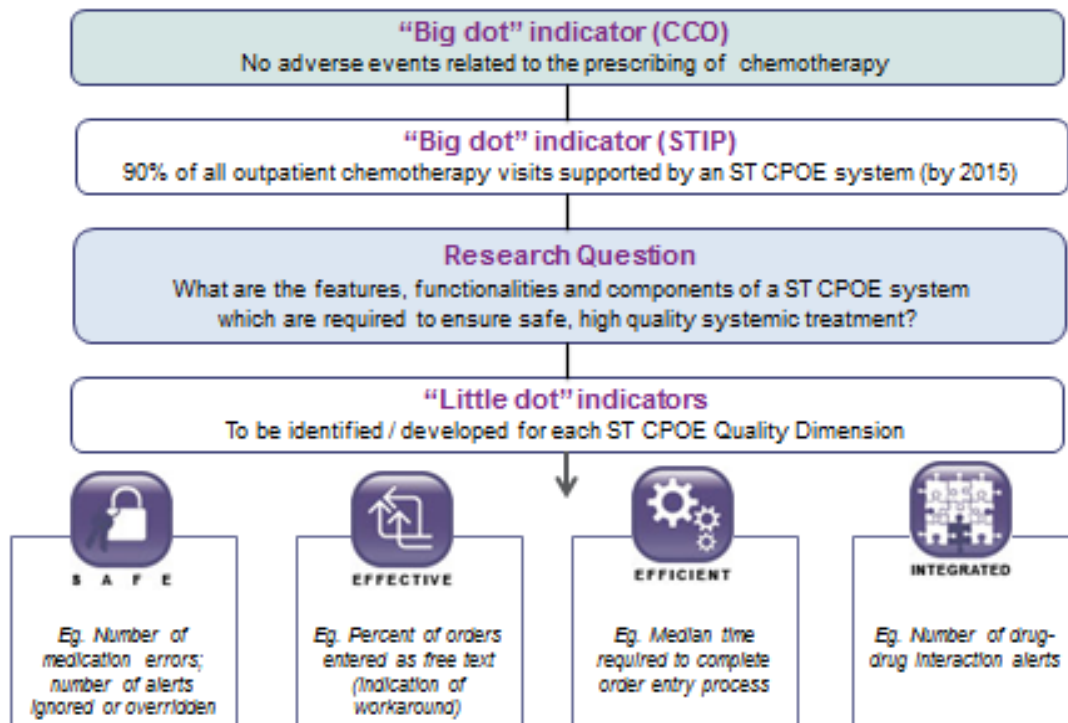 “Big dot” indicator (CCO)
No adverse events related to the prescribing of chemotherapy
“Big dot” indicator (STIP)
90% of all outpatient chemotherapy visits supported by an ST CPOE system (by 2015)
Research Question
What are the features, functionalities and components of a ST CPOE system
which are required to ensure safe, high quality systemic treatment?
“Little dot” indicators
To be identified / developed for each ST CPOE Quality Dimension
SAFE
Eg. Number of
medication errors;
number of alerts
ignored or overridden
EFFECTIVE
Eg. Percent of orders
entered as free text
(indication of
workaround)
EFFICIENT
Eg. Median time
required to complete
order entry process
INTEGRATED
Eg. Number of drug-
drug interaction alerts